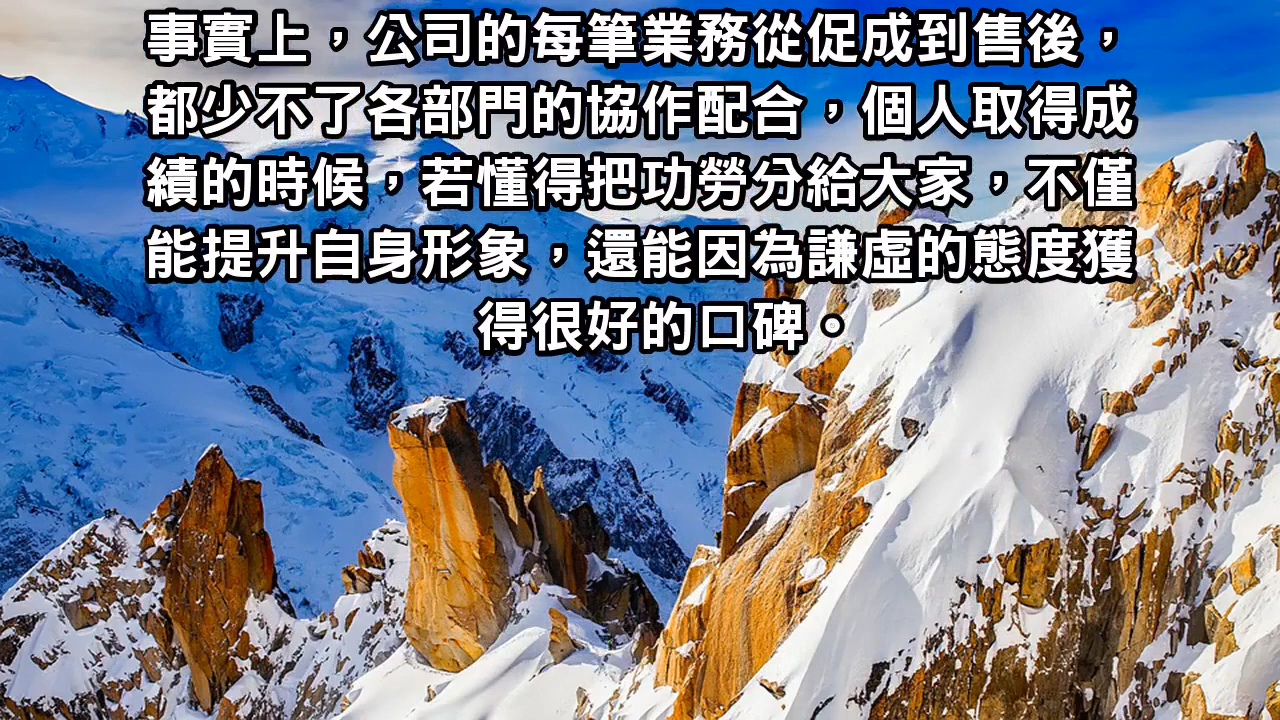 事實上，公司的每筆業務從促成到售後，
都少不了各部門的協作配合，個人取得成
績的時候，若懂得把功勞分給大家，不僅
能提升自身形象，還能因為謙虛的態度獲
得很好的口碑。